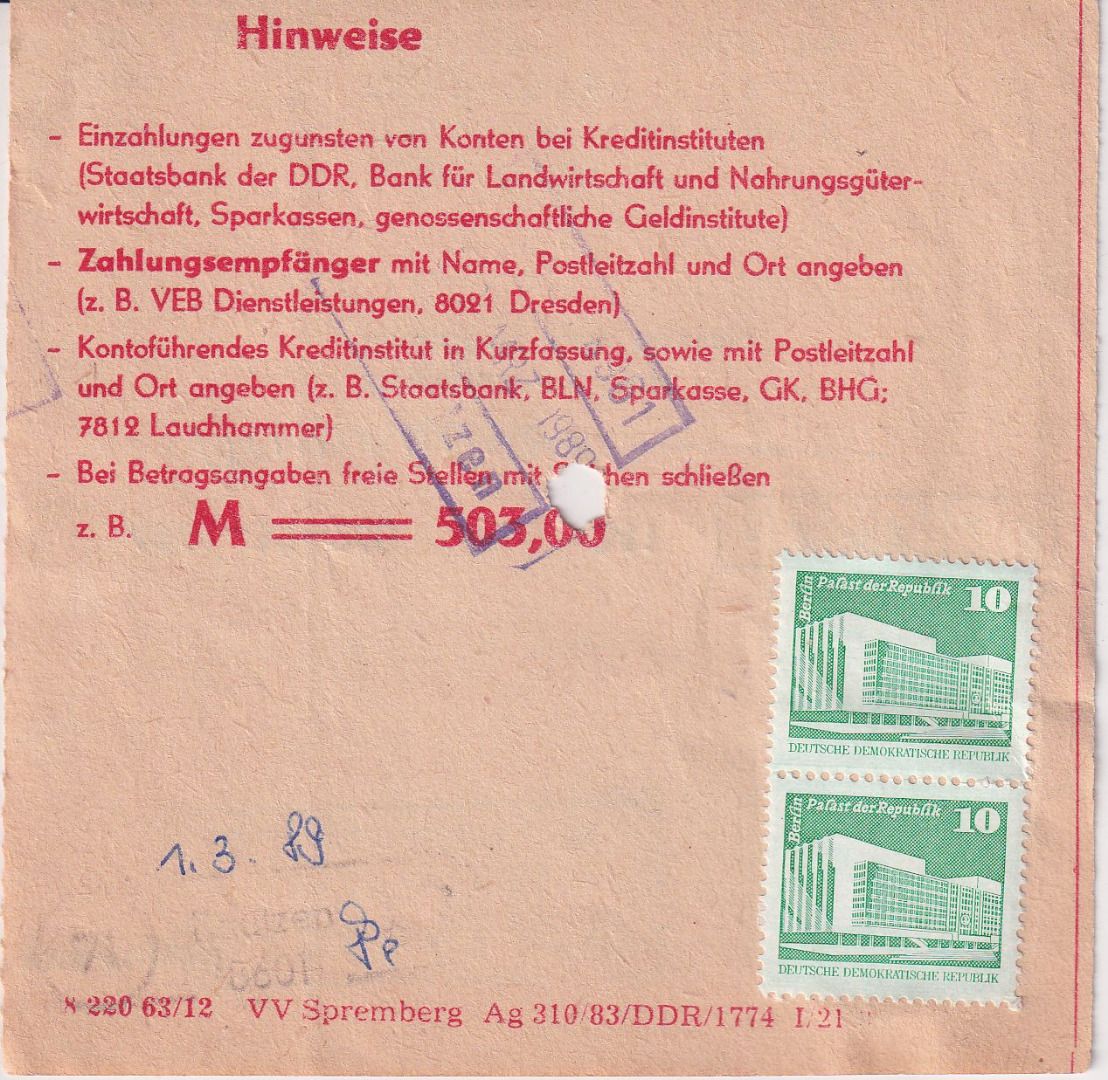 Hinweise
- Einzahlungen zugunsten von Konten bei Kreditinstituten
(Staatsbank der DDR, Bank für Landwirtschaft und Nahrungsgüter-
wirtschaft, Sparkassen, genossenschaftliche Geldinstitute)
- Zahlungsempfänger mit Name, Postleitzahl und Ort angeben
(z. B. VEB Dienstleistungen, 8021 Dresden)
- Kontoführendes Kreditinstitut in Kurzfassung, sowie mit Postleitzahl
und Ort angeben (z. B. Staatsbank, BLN, Sparkasse, GK, BHG;
7812 Lauchhammer)
- Bei Betragsangaben freie Stellen mit hen schließen
z. B. M 503,00
Berlin Palast der Republik 10
DEUTSCHE DEMOKRATISCHE REPUBLIK
Berlin Palast der Republik 10
DEUTSCHE DEMOKRATISCHE REPUBLIK
1.3.89
8 220 63/12 VV Spremberg Ag 310/83/DDR/1774 I/21